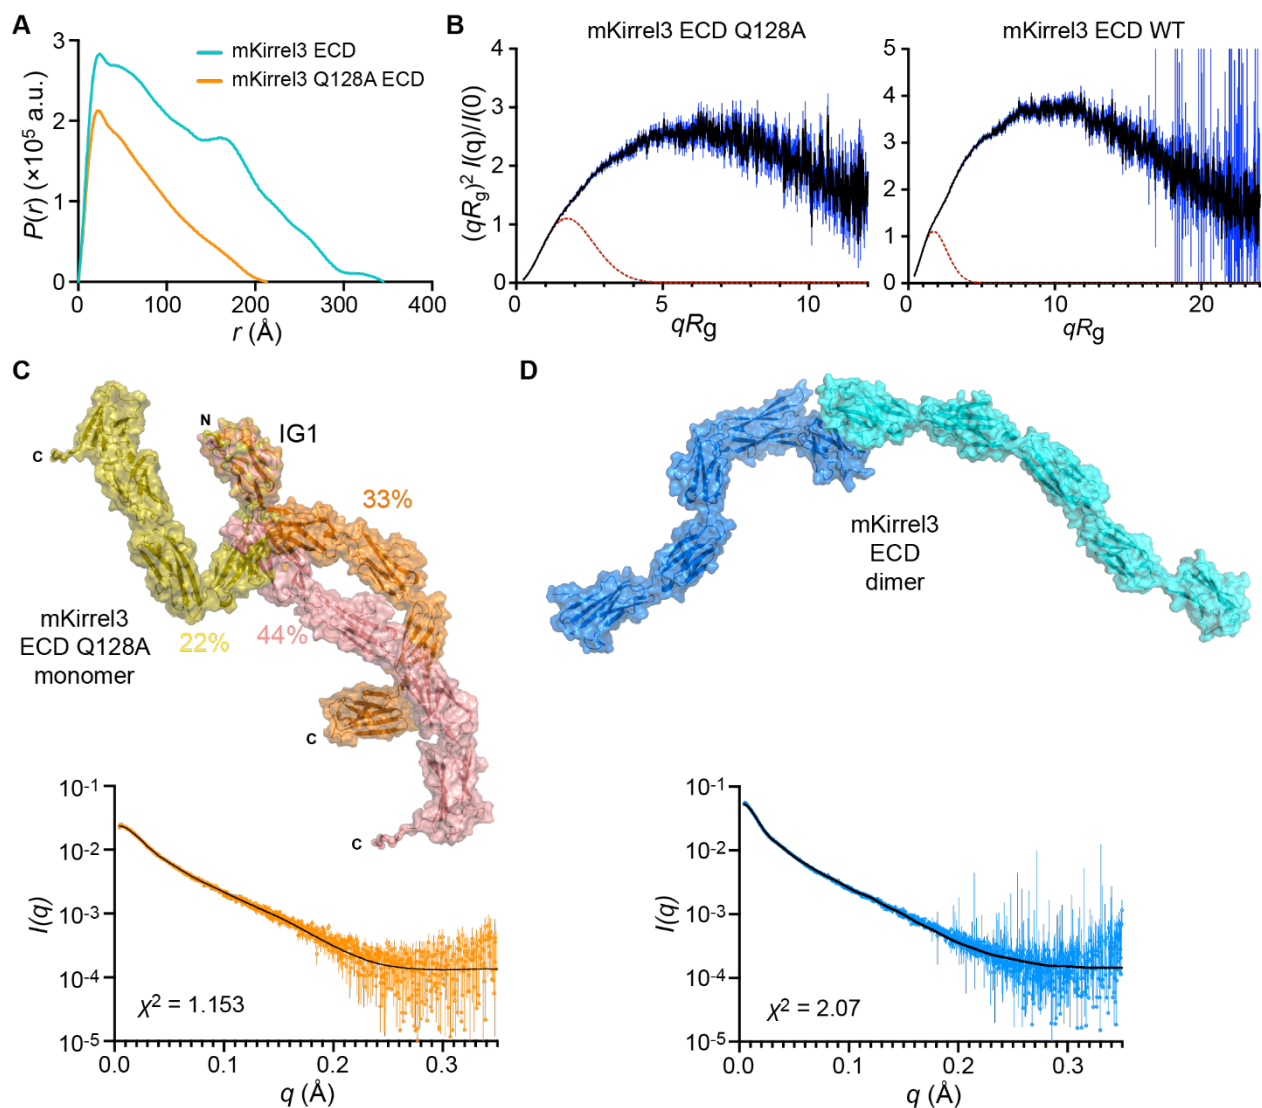 A
3
2
1
0
P(r) (×10⁵ a.u.)
mKirrel3 ECD
mKirrel3 Q128A ECD
0
100
200
300
400
r (Å)
B
mKirrel3 ECD Q128A
4
3
2
1
0
(qRg)² I(q)/I(0)
0
5
10
qRg
mKirrel3 ECD WT
5
4
3
2
1
0
0
10
20
qRg
C
N
IG1
C
33%
mKirrel3
ECD Q128A
monomer
22%
44%
C
C
10⁻¹
10⁻²
10⁻³
10⁻⁴
10⁻⁵
I(q)
χ² = 1.153
0.0
0.1
0.2
0.3
q (Å)
D
mKirrel3
ECD
dimer
10⁻¹
10⁻²
10⁻³
10⁻⁴
10⁻⁵
I(q)
χ² = 2.07
0.0
0.1
0.2
0.3
q (Å)